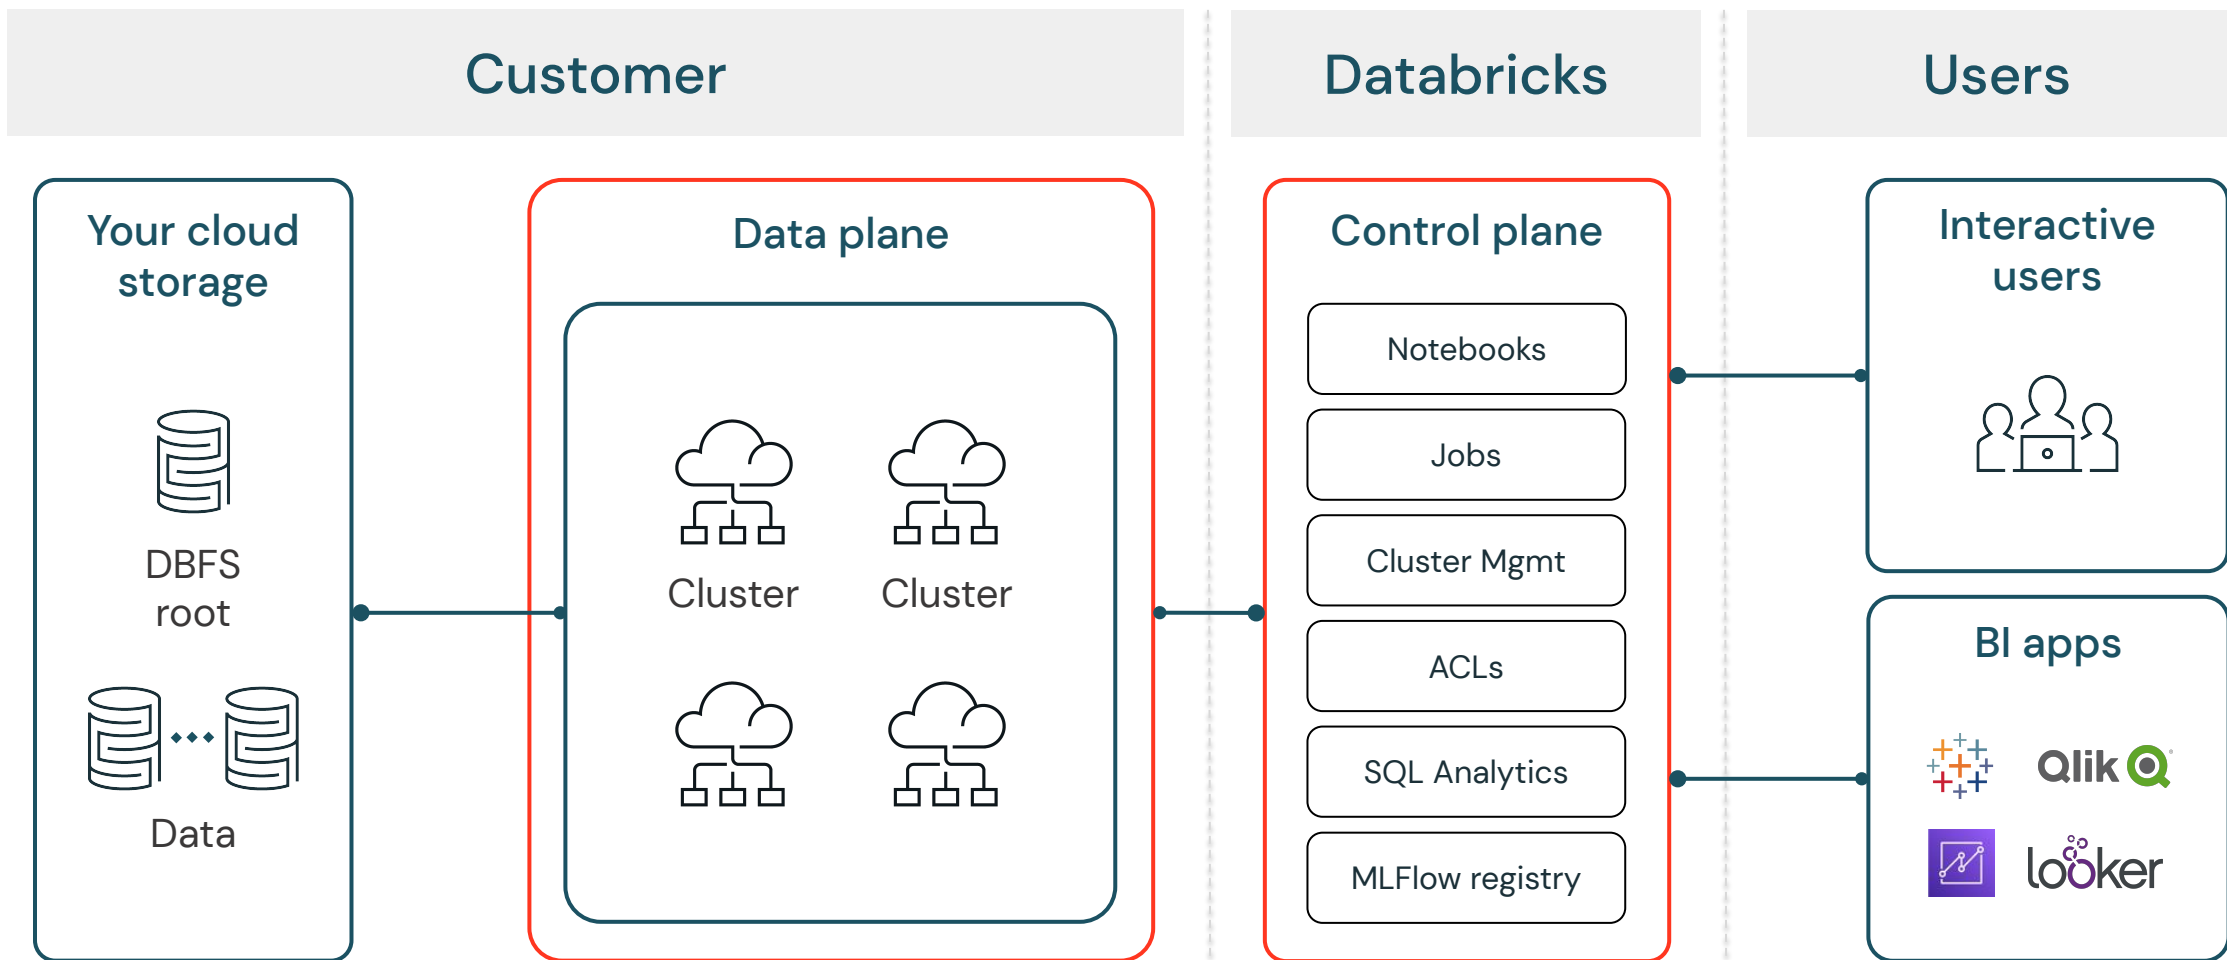 Customer
Databricks
Users
Your cloud
storage
DBFS
root
Data
Data plane
Cluster
Cluster
Control plane
Notebooks
Jobs
Cluster Mgmt
ACLs
SQL Analytics
MLFlow registry
Interactive
users
BI apps
Qlik
looker